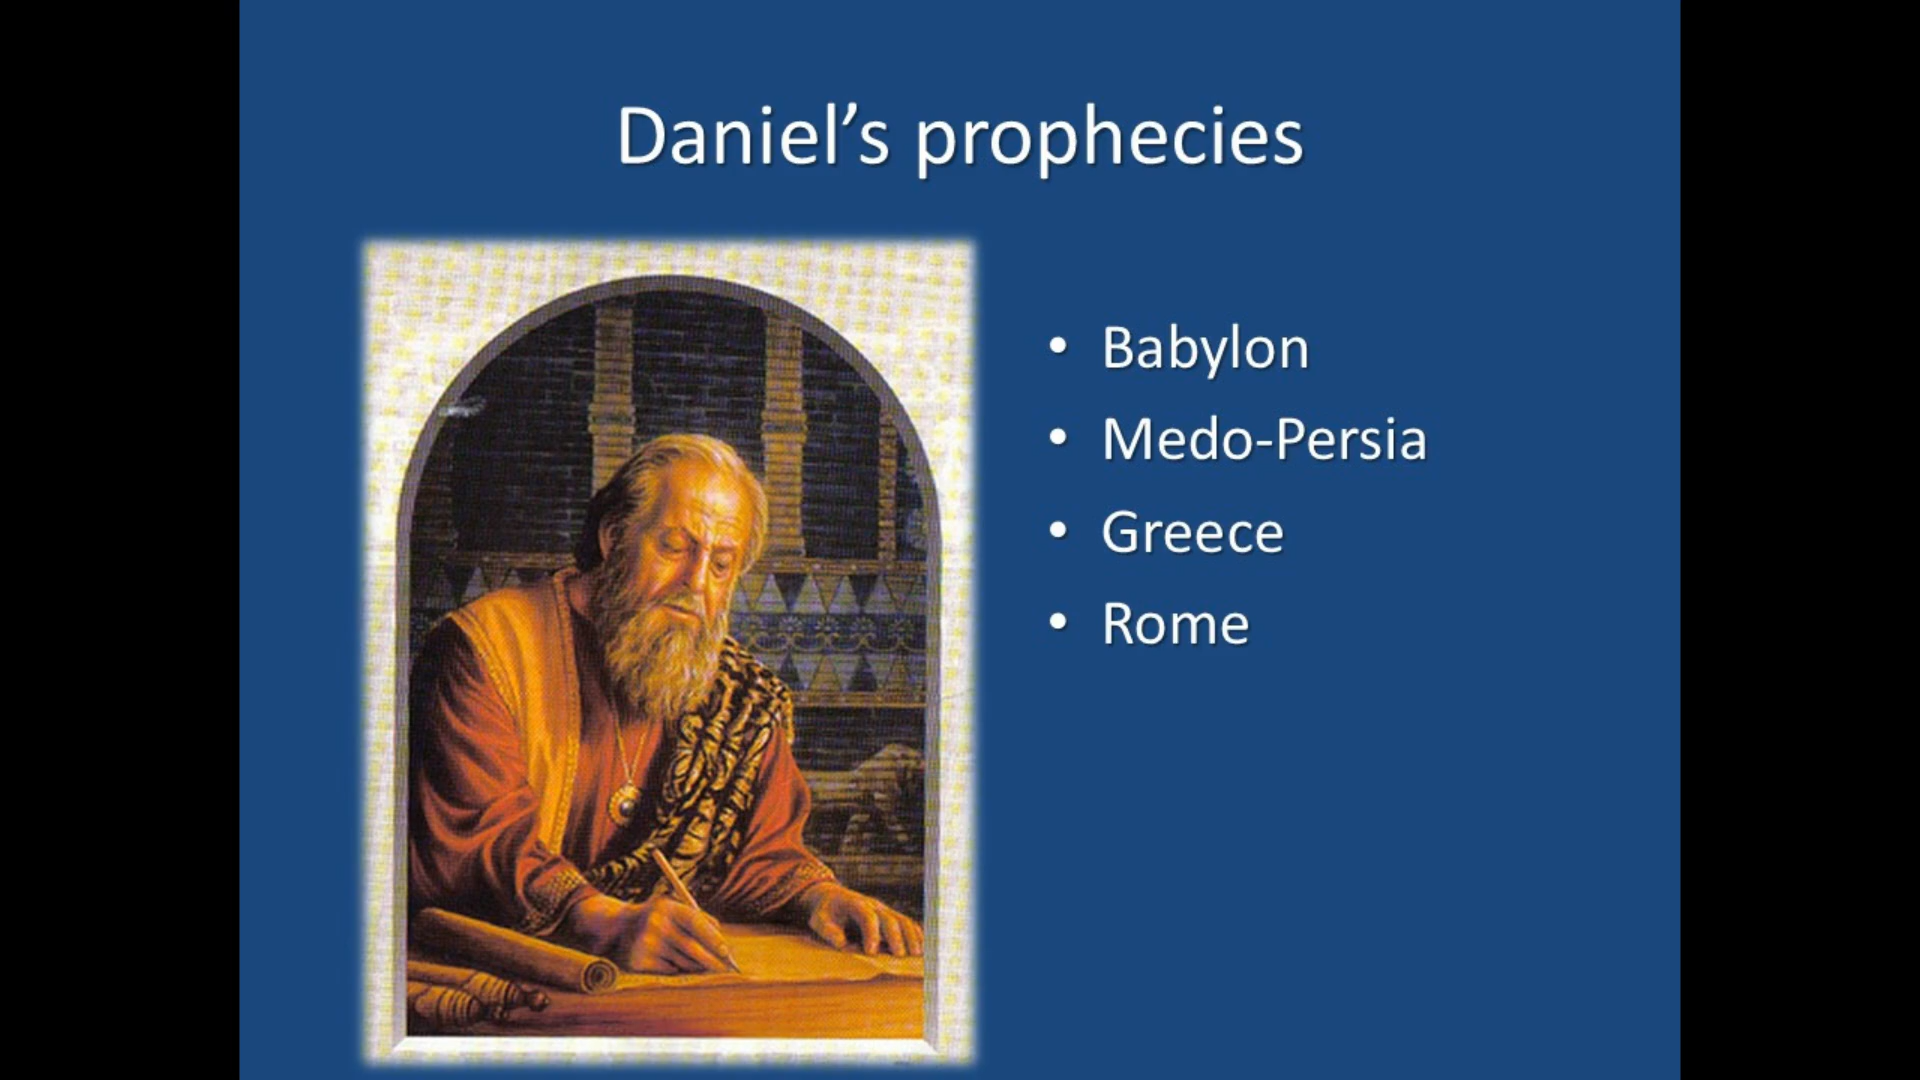 Daniel’s prophecies
• Babylon
• Medo-Persia
• Greece
• Rome